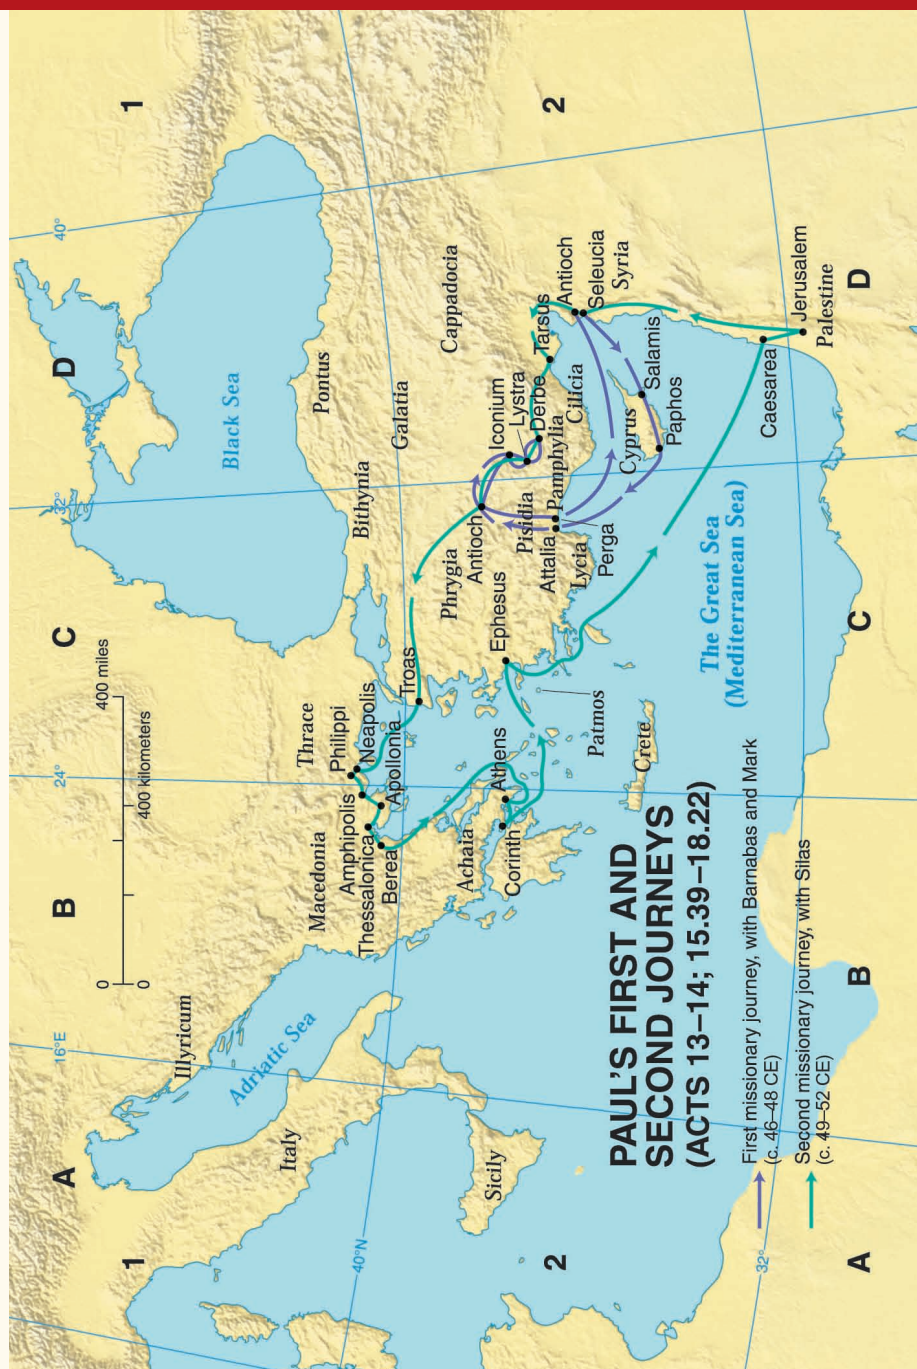 PAUL'S FIRST AND
SECOND JOURNEYS
(ACTS 13–14; 15.39–18.22)
First missionary journey, with Barnabas and Mark
(c. 46–48 CE)
Second missionary journey, with Silas
(c. 49–52 CE)
A
B
C
D
1
1
2
2
A
B
C
D
16°E
24°
32°
40°
40°N
32°
0
400 miles
0
400 kilometers
Illyricum
Adriatic Sea
Italy
Sicily
Macedonia
Thrace
Philippi
Neapolis
Amphipolis
Apollonia
Thessalonica
Berea
Achaia
Athens
Corinth
Crete
Patmos
Troas
Ephesus
Black Sea
Bithynia
Pontus
Galatia
Cappadocia
Phrygia
Antioch
Pisidia
Iconium
Lystra
Derbe
Pamphylia
Cilicia
Attalia
Lycia
Perga
Tarsus
Antioch
Seleucia
Syria
Cyprus
Salamis
Paphos
The Great Sea
(Mediterranean Sea)
Caesarea
Jerusalem
Palestine